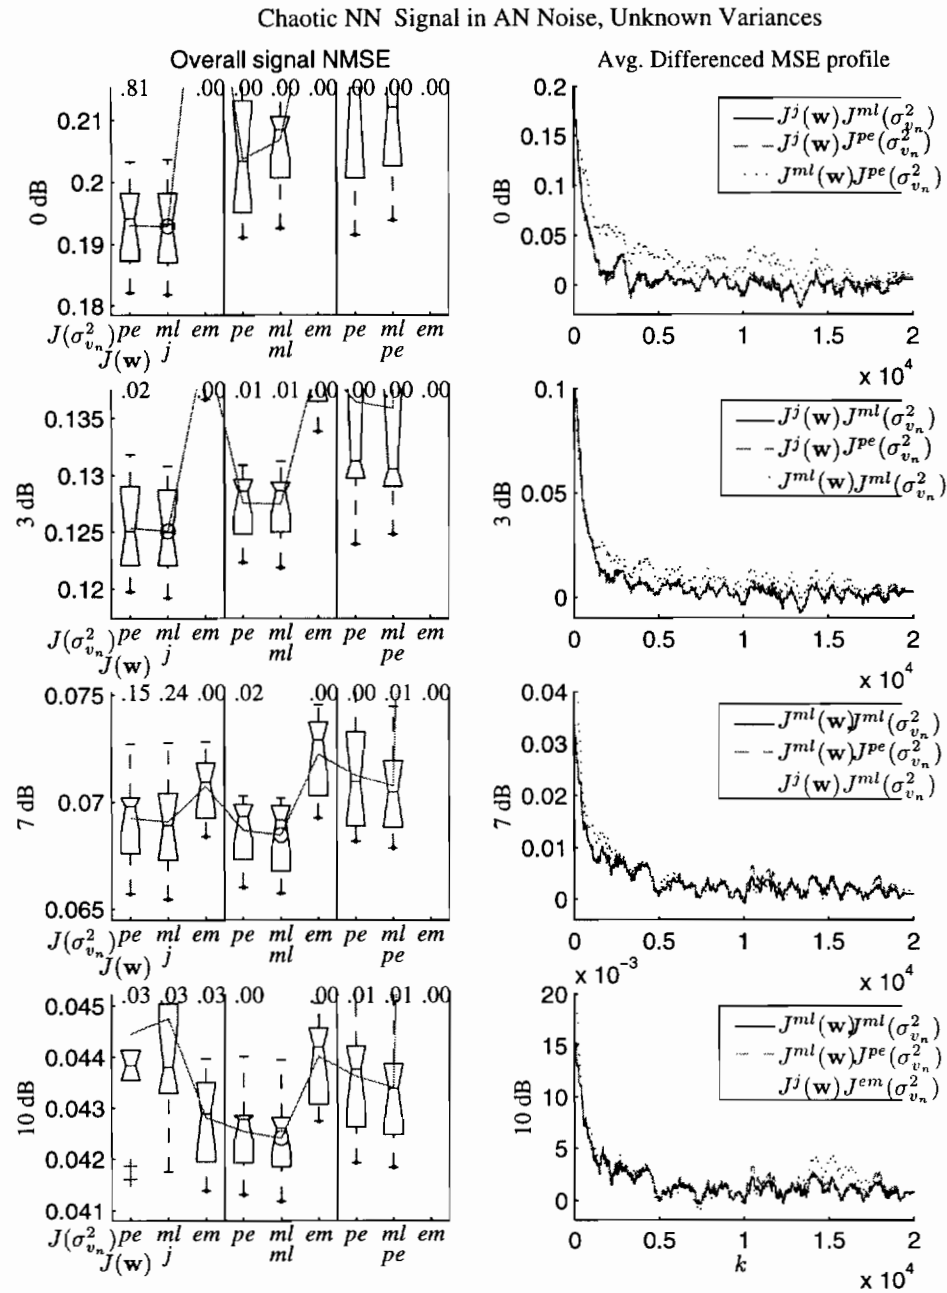 Chaotic NN Signal in AN Noise, Unknown Variances
Overall signal NMSE
Avg. Differenced MSE profile
.81 .00 .00 .00 .00 .00 .00 .00
0.21
0.2
0.19
0.18
0 dB
J(σ²vₙ) pe ml em pe ml em pe ml em
J(w) j ml pe
0.2
0.15
0.1
0.05
0
0 dB
Jʲ(w)Jᵐˡ(σ²vₙ)
Jʲ(w)Jᵖᵉ(σ²vₙ)
Jᵐˡ(w)Jᵖᵉ(σ²vₙ)
0 0.5 1 1.5 2
x 10⁴
.02 .00 .01 .01 .00 .00 .00 .00
0.135
0.13
0.125
0.12
3 dB
J(σ²vₙ) pe ml em pe ml em pe ml em
J(w) j ml pe
0.1
0.05
0
3 dB
Jʲ(w)Jᵐˡ(σ²vₙ)
Jʲ(w)Jᵖᵉ(σ²vₙ)
Jᵐˡ(w)Jᵐˡ(σ²vₙ)
0 0.5 1 1.5 2
x 10⁴
.15 .24 .00 .02 .00 .00 .01 .00
0.075
0.07
0.065
7 dB
J(σ²vₙ) pe ml em pe ml em pe ml em
J(w) j ml pe
0.04
0.03
0.02
0.01
0
7 dB
Jᵐˡ(w)Jᵐˡ(σ²vₙ)
Jᵐˡ(w)Jᵖᵉ(σ²vₙ)
Jʲ(w)Jᵐˡ(σ²vₙ)
0 0.5 1 1.5 2
x 10⁴
.03 .03 .03 .00 .00 .01 .01 .00
0.045
0.044
0.043
0.042
0.041
10 dB
J(σ²vₙ) pe ml em pe ml em pe ml em
J(w) j ml pe
x 10⁻³
20
15
10
5
0
10 dB
Jᵐˡ(w)Jᵐˡ(σ²vₙ)
Jᵐˡ(w)Jᵖᵉ(σ²vₙ)
Jʲ(w)Jᵉᵐ(σ²vₙ)
0 0.5 1 1.5 2
k
x 10⁴